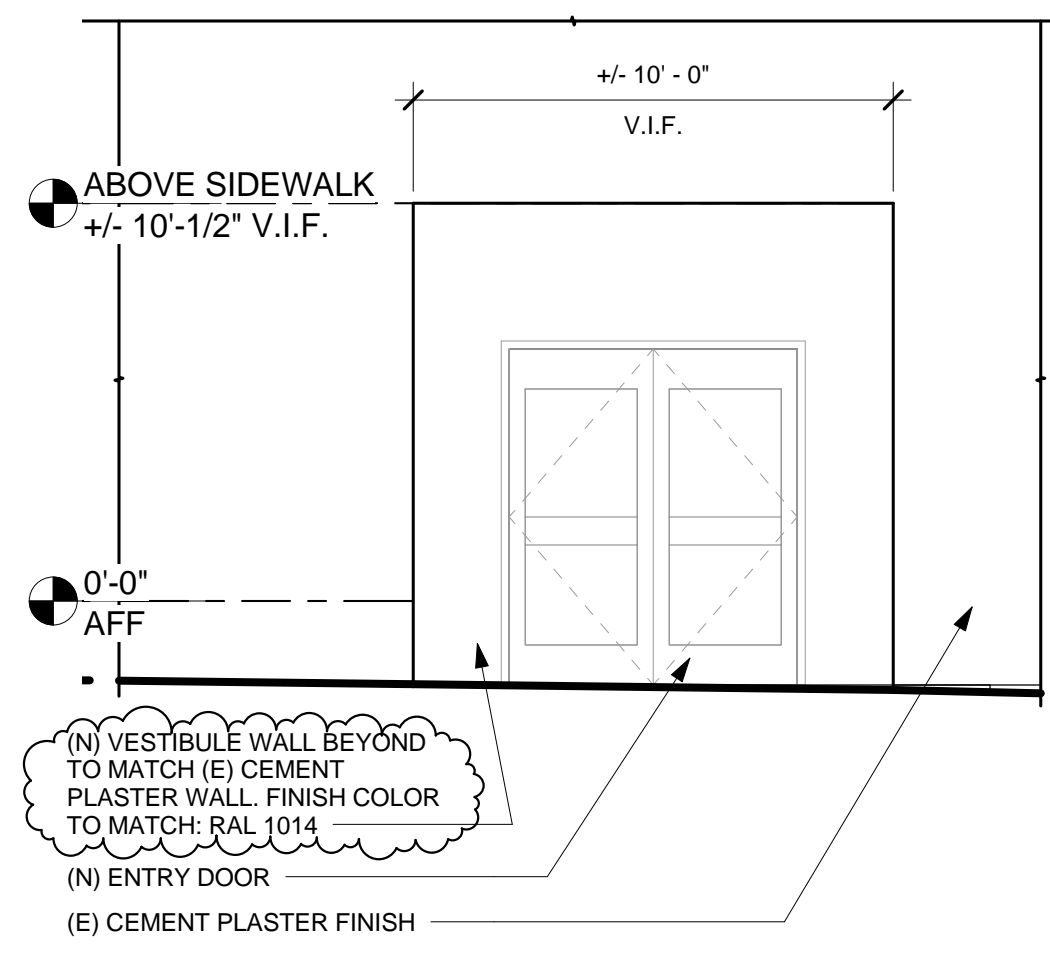 +/- 10' - 0"
V.I.F.
ABOVE SIDEWALK
+/- 10'-1/2" V.I.F.
0'-0"
AFF
(N) VESTIBULE WALL BEYOND
TO MATCH (E) CEMENT
PLASTER WALL. FINISH COLOR
TO MATCH: RAL 1014
(N) ENTRY DOOR
(E) CEMENT PLASTER FINISH